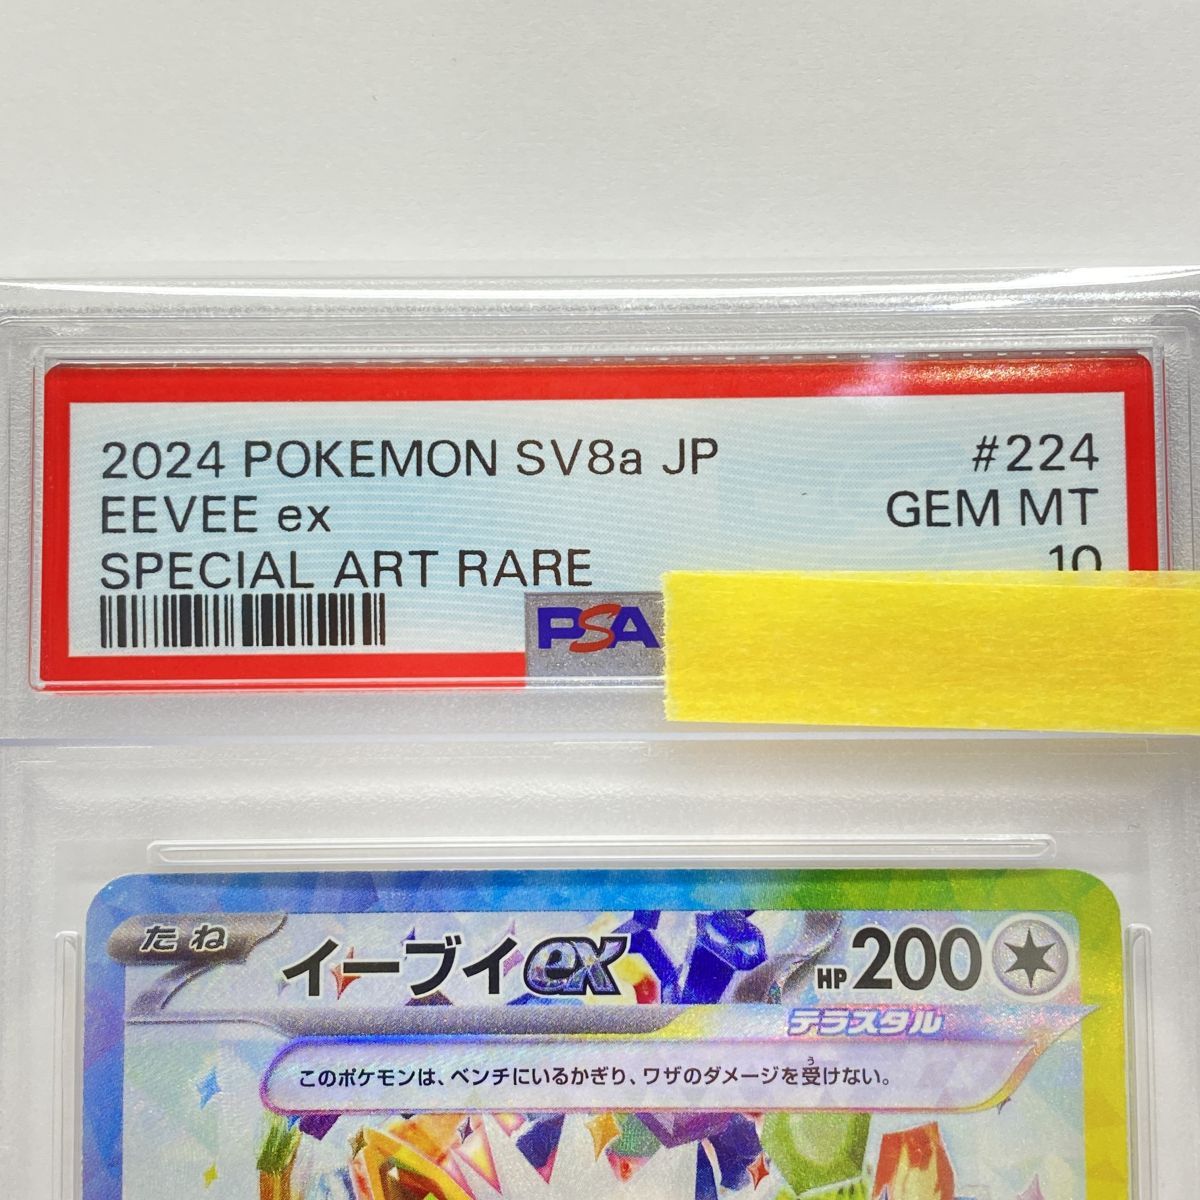 2024 POKEMON SV8a JP #224
EEVEE ex GEM MT
SPECIAL ART RARE 10
PSA
たね イーブイex HP 200
テラスタル
このポケモンは、ベンチにいるかぎり、ワザのダメージを受けない。